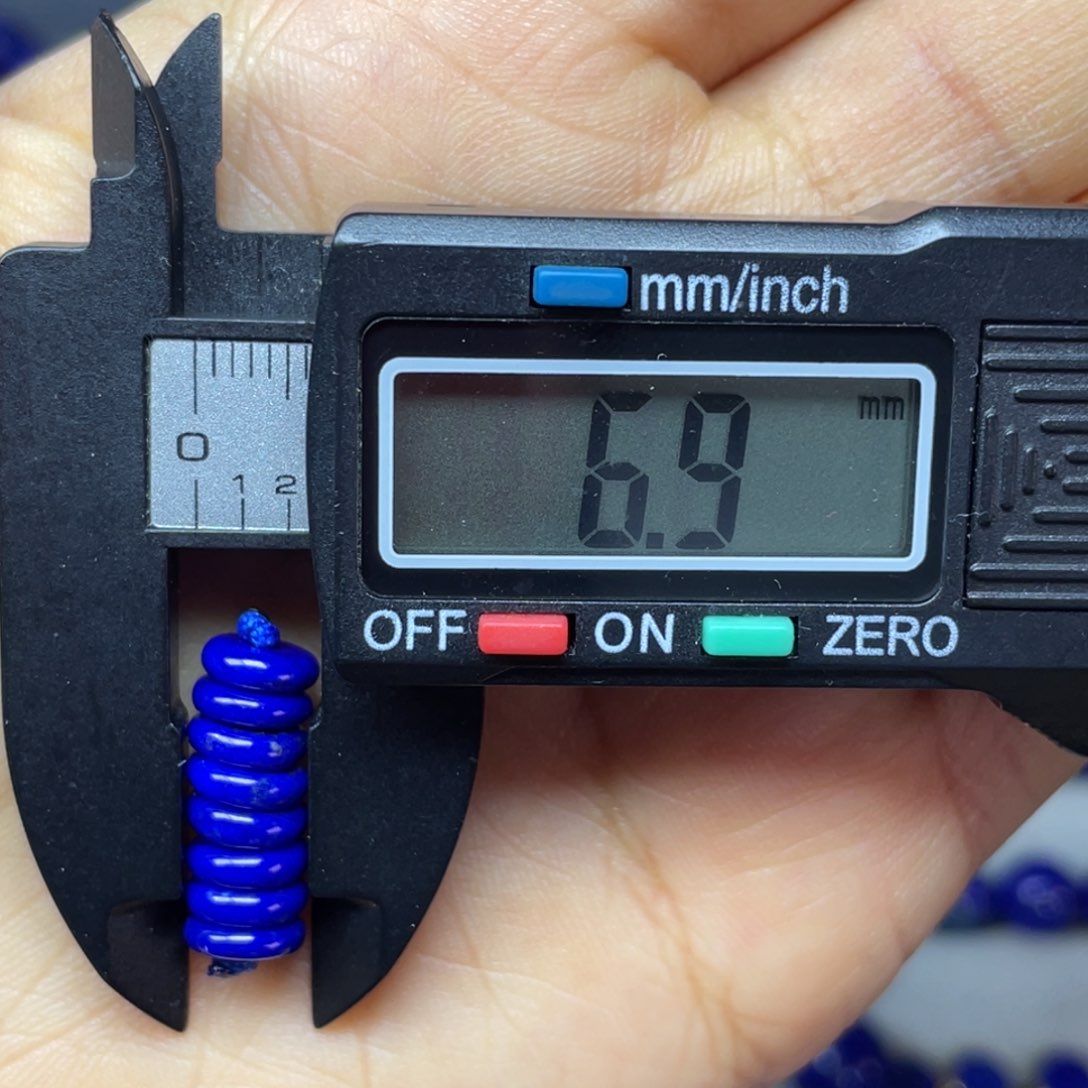 mm/inch
mm
6.9
0
1 2
OFF ON ZERO